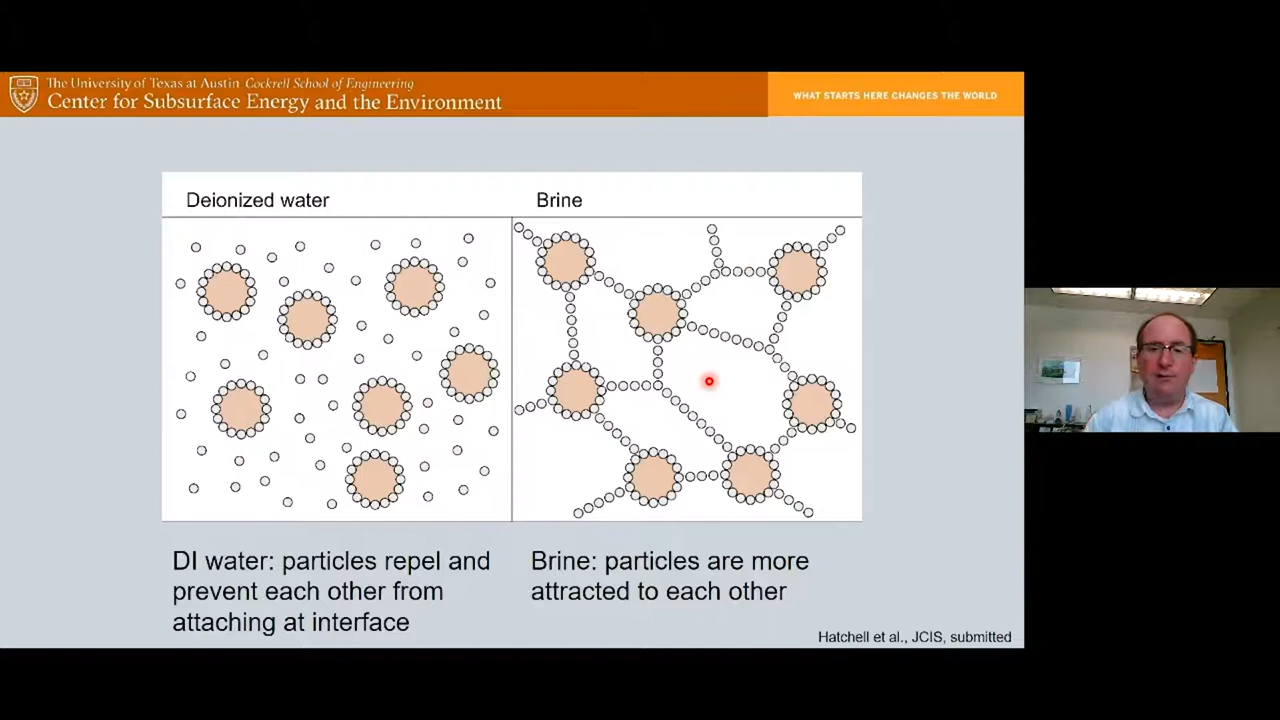 The University of Texas at Austin Cockrell School of Engineering
Center for Subsurface Energy and the Environment
WHAT STARTS HERE CHANGES THE WORLD
Deionized water
Brine
DI water: particles repel and
prevent each other from
attaching at interface
Brine: particles are more
attracted to each other
Hatchell et al., JCIS, submitted